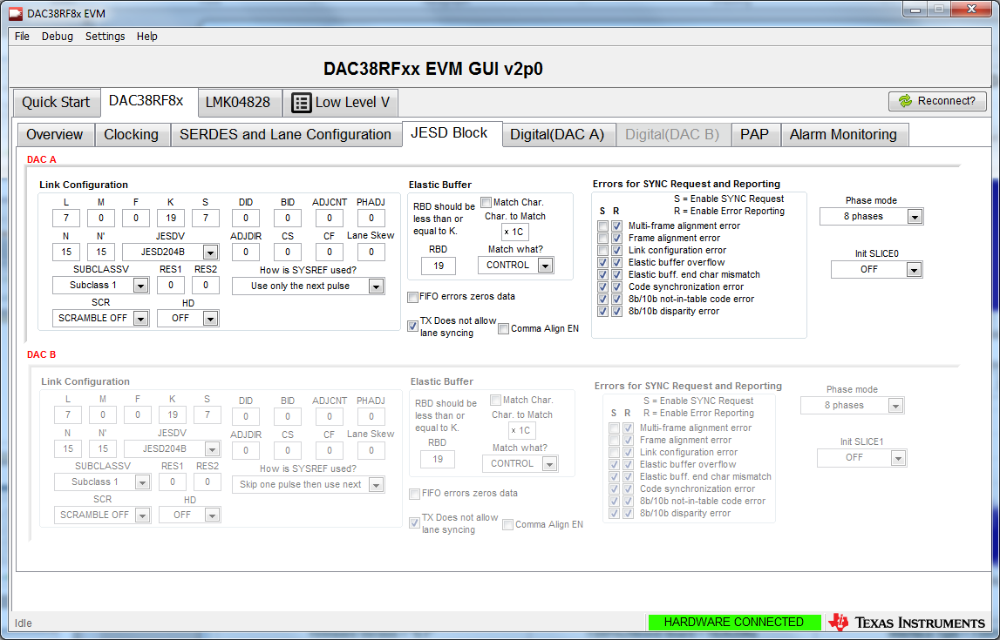 DAC38RF8x EVM
File Debug Settings Help
DAC38RFxx EVM GUI v2p0
Quick Start DAC38RF8x LMK04828 Low Level V Reconnect?
Overview Clocking SERDES and Lane Configuration JESD Block Digital(DAC A) Digital(DAC B) PAP Alarm Monitoring
DAC A
Link Configuration
L M F K S DID BID ADJCNT PHADJ
7 0 0 19 7 0 0 0 0
N N' JESDV ADJDIR CS CF Lane Skew
15 15 JESD204B 0 0 0 0
SUBCLASSV RES1 RES2 How is SYSREF used?
Subclass 1 0 0 Use only the next pulse
SCR HD
SCRAMBLE OFF OFF
Elastic Buffer
RBD should be
less than or
equal to K.
RBD
19
Match Char.
Char. to Match
x 1C
Match what?
CONTROL
FIFO errors zeros data
TX Does not allow
lane syncing
Comma Align EN
Errors for SYNC Request and Reporting
S = Enable SYNC Request
S R R = Enable Error Reporting
Multi-frame alignment error
Frame alignment error
Link configuration error
Elastic buffer overflow
Elastic buff. end char mismatch
Code synchronization error
8b/10b not-in-table code error
8b/10b disparity error
Phase mode
8 phases
Init SLICE0
OFF
DAC B
Link Configuration
L M F K S DID BID ADJCNT PHADJ
7 0 0 19 7 0 0 0 0
N N' JESDV ADJDIR CS CF Lane Skew
15 15 JESD204B 0 0 0 0
SUBCLASSV RES1 RES2 How is SYSREF used?
Subclass 1 0 0 Skip one pulse then use next
SCR HD
SCRAMBLE OFF OFF
Elastic Buffer
RBD should be
less than or
equal to K.
RBD
19
Match Char.
Char. to Match
x 1C
Match what?
CONTROL
FIFO errors zeros data
TX Does not allow
lane syncing
Comma Align EN
Errors for SYNC Request and Reporting
S = Enable SYNC Request
S R R = Enable Error Reporting
Multi-frame alignment error
Frame alignment error
Link configuration error
Elastic buffer overflow
Elastic buff. end char mismatch
Code synchronization error
8b/10b not-in-table code error
8b/10b disparity error
Phase mode
8 phases
Init SLICE1
OFF
Idle HARDWARE CONNECTED TEXAS INSTRUMENTS